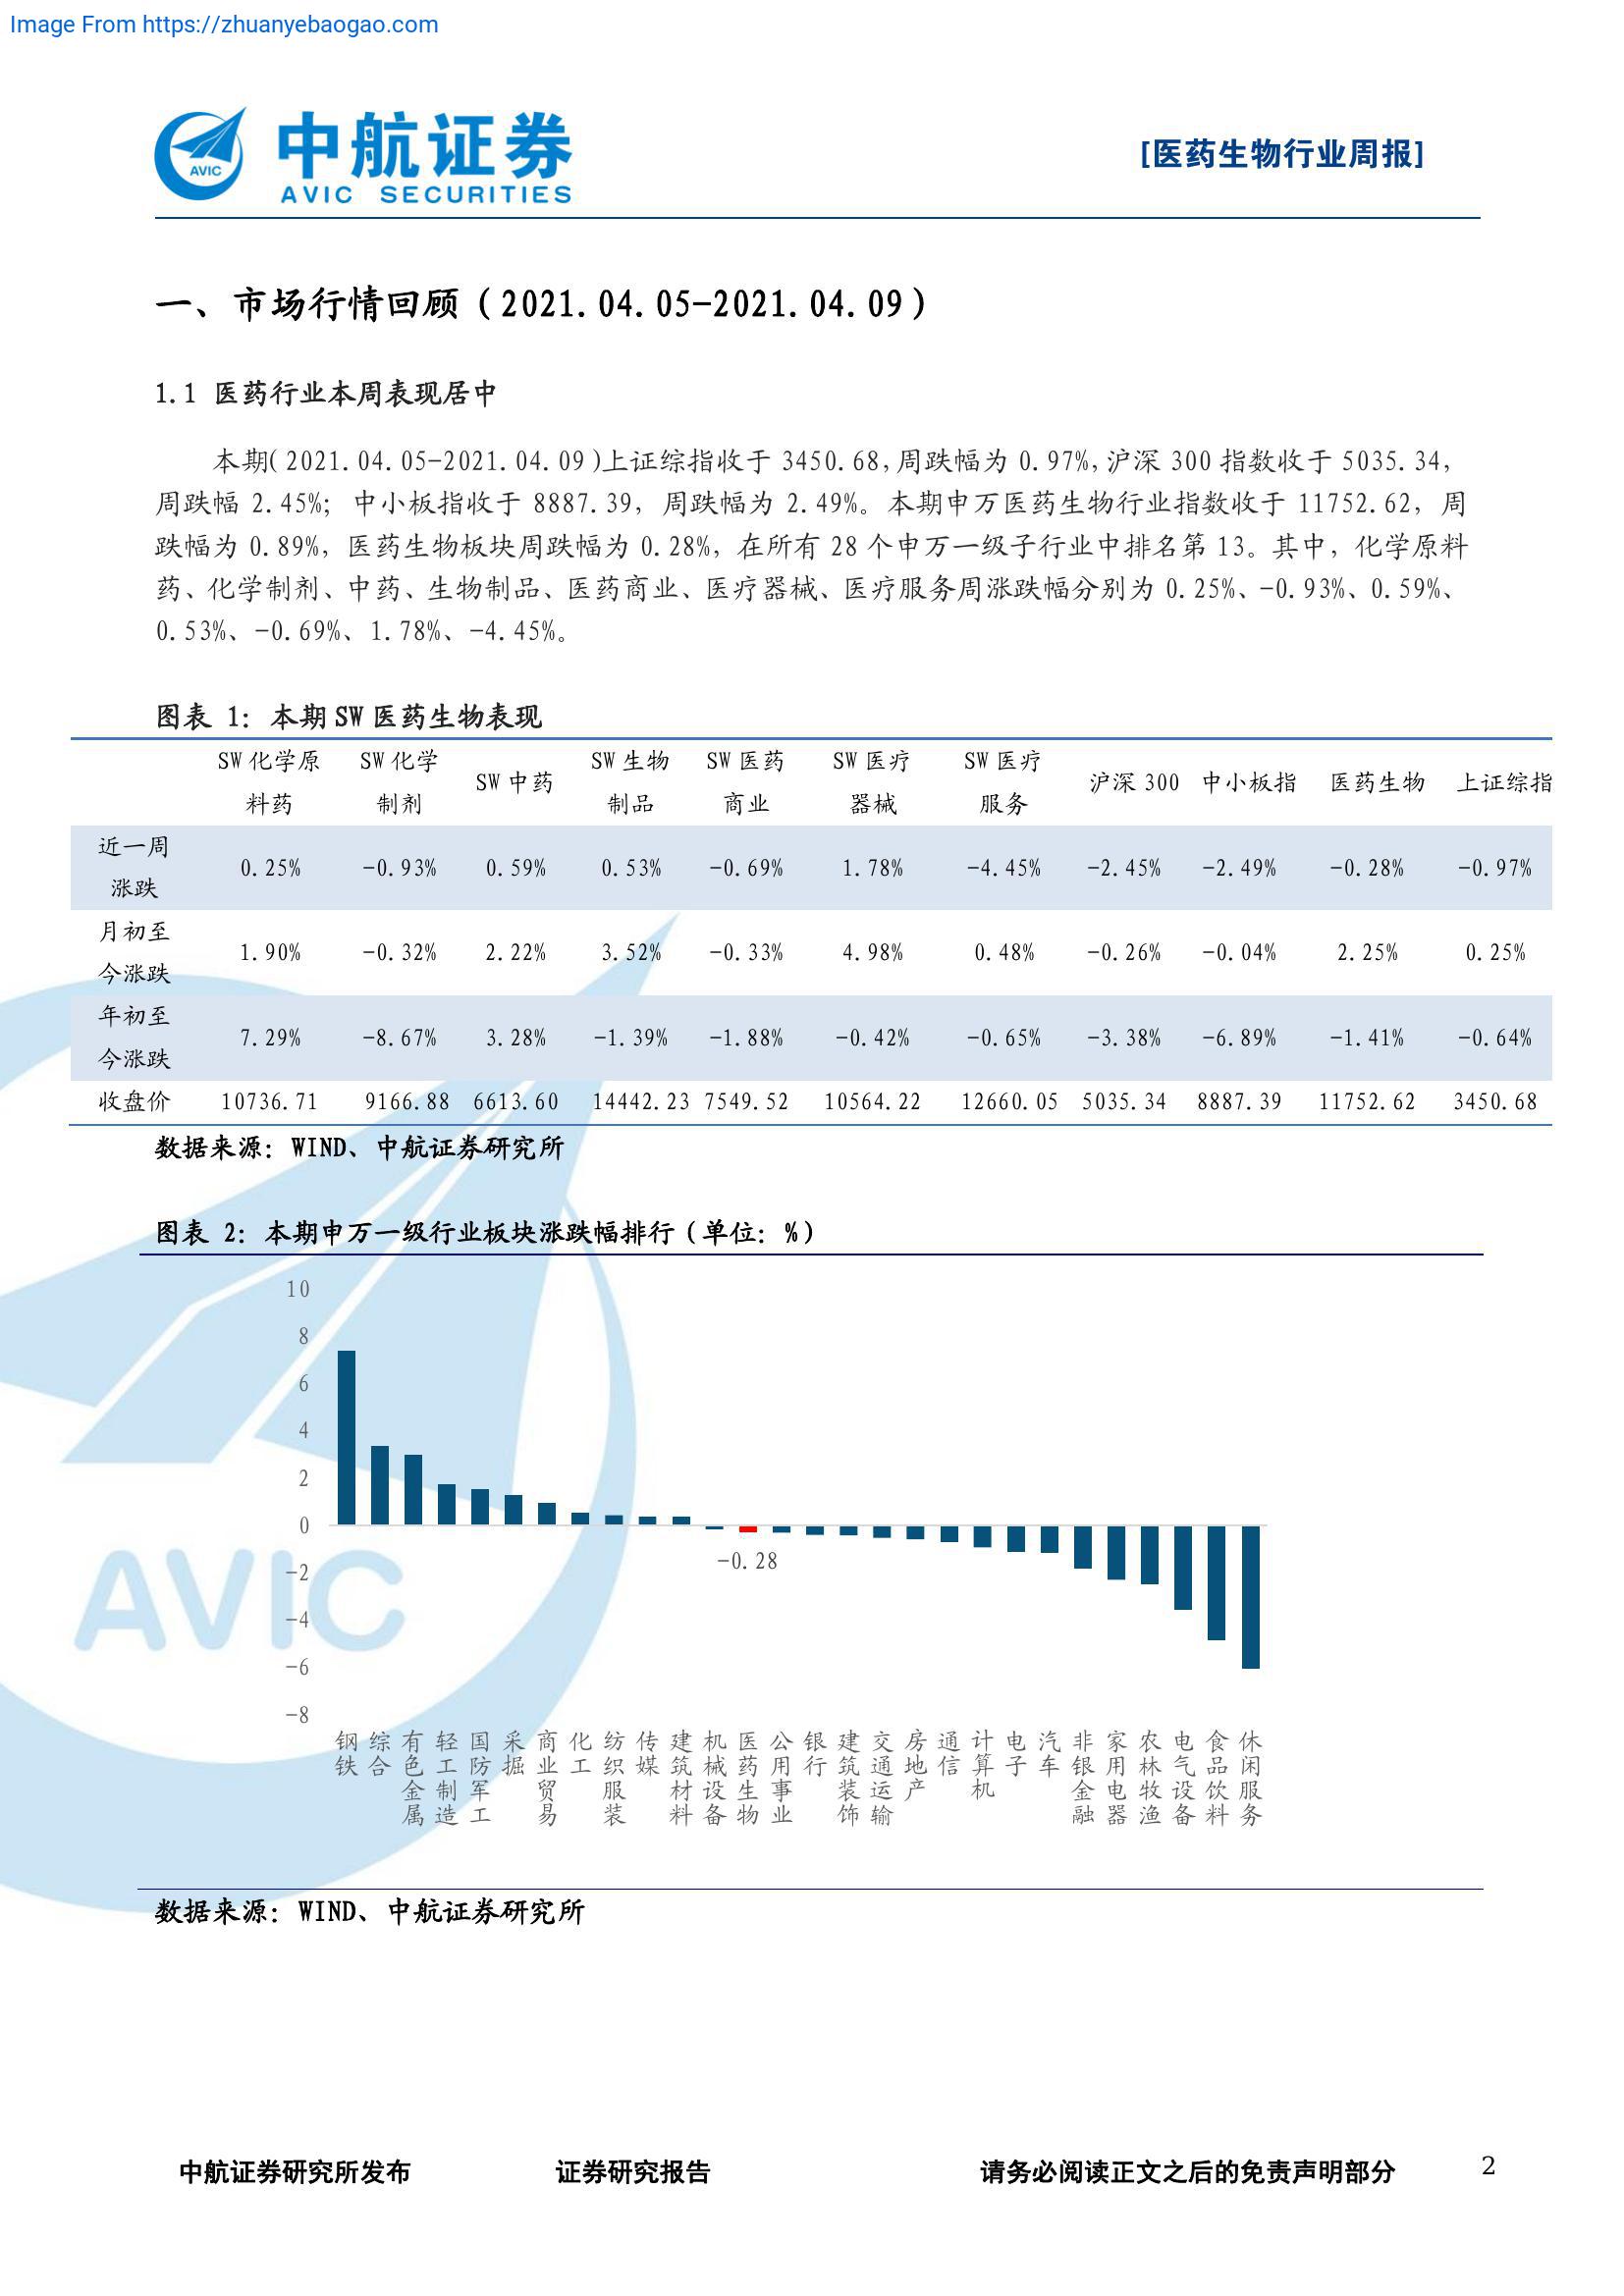 Image From https://zhuanyebaogao.com
AVIC
中航证券
AVIC SECURITIES
[医药生物行业周报]
一、市场行情回顾（2021.04.05-2021.04.09）
1.1 医药行业本周表现居中
本期(2021.04.05-2021.04.09)上证综指收于 3450.68,周跌幅为 0.97%,沪深 300 指数收于 5035.34,
周跌幅 2.45%; 中小板指收于 8887.39, 周跌幅为 2.49%。本期申万医药生物行业指数收于 11752.62, 周
跌幅为 0.89%, 医药生物板块周跌幅为 0.28%, 在所有 28 个申万一级子行业中排名第 13。其中, 化学原料
药、化学制剂、中药、生物制品、医药商业、医疗器械、医疗服务周涨跌幅分别为 0.25%、-0.93%、0.59%、
0.53%、-0.69%、1.78%、-4.45%。
图表 1: 本期 SW 医药生物表现
SW 化学原料药 SW 化学制剂 SW 中药 SW 生物制品 SW 医药商业 SW 医疗器械 SW 医疗服务 沪深 300 中小板指 医药生物 上证综指
近一周涨跌 0.25% -0.93% 0.59% 0.53% -0.69% 1.78% -4.45% -2.45% -2.49% -0.28% -0.97%
月初至今涨跌 1.90% -0.32% 2.22% 3.52% -0.33% 4.98% 0.48% -0.26% -0.04% 2.25% 0.25%
年初至今涨跌 7.29% -8.67% 3.28% -1.39% -1.88% -0.42% -0.65% -3.38% -6.89% -1.41% -0.64%
收盘价 10736.71 9166.88 6613.60 14442.23 7549.52 10564.22 12660.05 5035.34 8887.39 11752.62 3450.68
数据来源: WIND、中航证券研究所
图表 2: 本期申万一级行业板块涨跌幅排行（单位: %）
10
8
6
4
2
0
-2
-4
-6
-8
-0.28
AVIC
钢铁 综合 有色金属 轻工制造 国防军工 采掘 商业贸易 化工 纺织服装 传媒 建筑材料 机械设备 医药生物 公用事业 银行 建筑装饰 交通运输 房地产 通信 计算机 电子 汽车 非银金融 家用电器 农林牧渔 电气设备 食品饮料 休闲服务
数据来源: WIND、中航证券研究所
中航证券研究所发布 证券研究报告 请务必阅读正文之后的免责声明部分 2